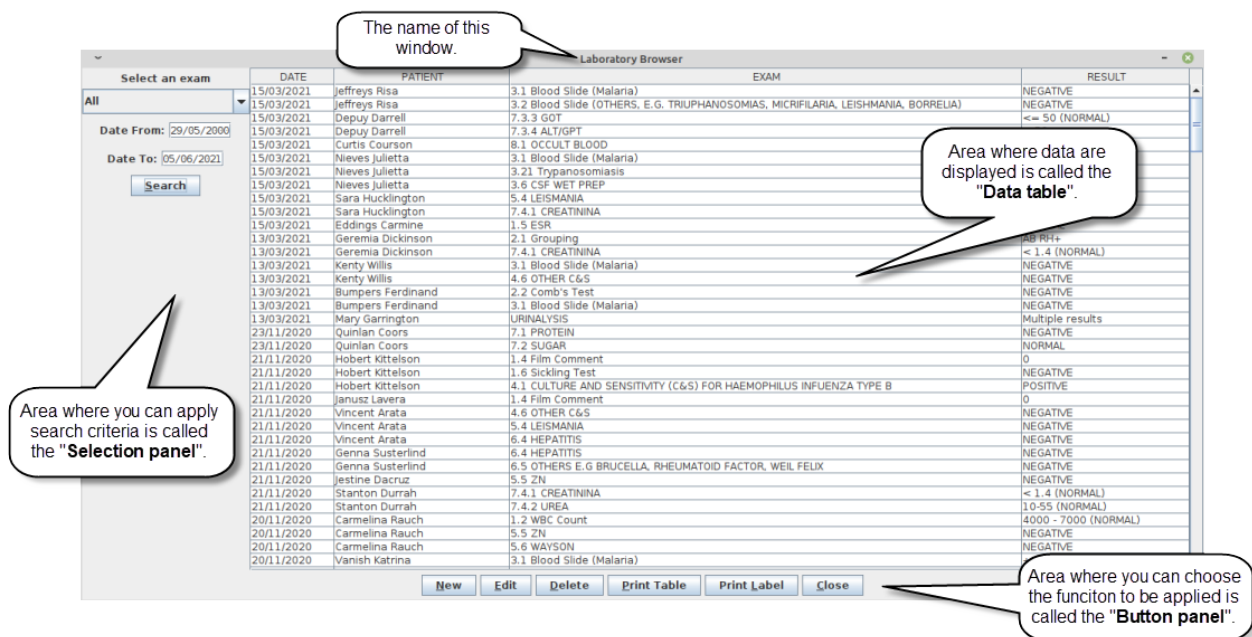 The name of this
window.
Laboratory Browser
Select an exam
All
Date From: 29/05/2000
Date To: 05/06/2021
Search
DATE PATIENT EXAM RESULT
15/03/2021 Jeffreys Risa 3.1 Blood Slide (Malaria) NEGATIVE
15/03/2021 Jeffreys Risa 3.2 Blood Slide (OTHERS, E.G. TRIUPHANOSOMIAS, MICRIFILARIA, LEISHMANIA, BORRELIA) NEGATIVE
15/03/2021 Depuy Darrell 7.3.3 GOT <= 50 (NORMAL)
15/03/2021 Depuy Darrell 7.3.4 ALT/GPT
15/03/2021 Curtis Courson 8.1 OCCULT BLOOD
15/03/2021 Nieves Julietta 3.1 Blood Slide (Malaria)
15/03/2021 Nieves Julietta 3.21 Trypanosomiasis
15/03/2021 Nieves Julietta 3.6 CSF WET PREP
15/03/2021 Sara Hucklington 5.4 LEISMANIA
15/03/2021 Sara Hucklington 7.4.1 CREATININA
15/03/2021 Eddings Carmine 1.5 ESR
13/03/2021 Geremia Dickinson 2.1 Grouping AB RH+
13/03/2021 Geremia Dickinson 7.4.1 CREATININA < 1.4 (NORMAL)
13/03/2021 Kenty Willis 3.1 Blood Slide (Malaria) NEGATIVE
13/03/2021 Kenty Willis 4.6 OTHER C&S NEGATIVE
13/03/2021 Bumpers Ferdinand 2.2 Comb's Test NEGATIVE
13/03/2021 Bumpers Ferdinand 3.1 Blood Slide (Malaria) NEGATIVE
13/03/2021 Mary Garrington URINALYSIS Multiple results
23/11/2020 Quinlan Coors 7.1 PROTEIN NEGATIVE
23/11/2020 Quinlan Coors 7.2 SUGAR NORMAL
21/11/2020 Hobert Kittelson 1.4 Film Comment 0
21/11/2020 Hobert Kittelson 1.6 Sickling Test NEGATIVE
21/11/2020 Hobert Kittelson 4.1 CULTURE AND SENSITIVITY (C&S) FOR HAEMOPHILUS INFUENZA TYPE B POSITIVE
21/11/2020 Janusz Lavera 1.4 Film Comment 0
21/11/2020 Vincent Arata 4.6 OTHER C&S NEGATIVE
21/11/2020 Vincent Arata 5.4 LEISMANIA NEGATIVE
21/11/2020 Vincent Arata 6.4 HEPATITIS NEGATIVE
21/11/2020 Genna Susterlind 6.4 HEPATITIS NEGATIVE
21/11/2020 Genna Susterlind 6.5 OTHERS E.G BRUCELLA, RHEUMATOID FACTOR, WEIL FELIX NEGATIVE
21/11/2020 Jestine Dacruz 5.5 ZN NEGATIVE
21/11/2020 Stanton Durrah 7.4.1 CREATININA < 1.4 (NORMAL)
21/11/2020 Stanton Durrah 7.4.2 UREA 10-55 (NORMAL)
20/11/2020 Carmelina Rauch 1.2 WBC Count 4000 - 7000 (NORMAL)
20/11/2020 Carmelina Rauch 5.5 ZN NEGATIVE
20/11/2020 Carmelina Rauch 5.6 WAYSON NEGATIVE
20/11/2020 Vanish Katrina 3.1 Blood Slide (Malaria)
Area where data are
displayed is called the
"Data table".
Area where you can apply
search criteria is called
the "Selection panel".
New Edit Delete Print Table Print Label Close
Area where you can choose
the funciton to be applied is
called the "Button panel".